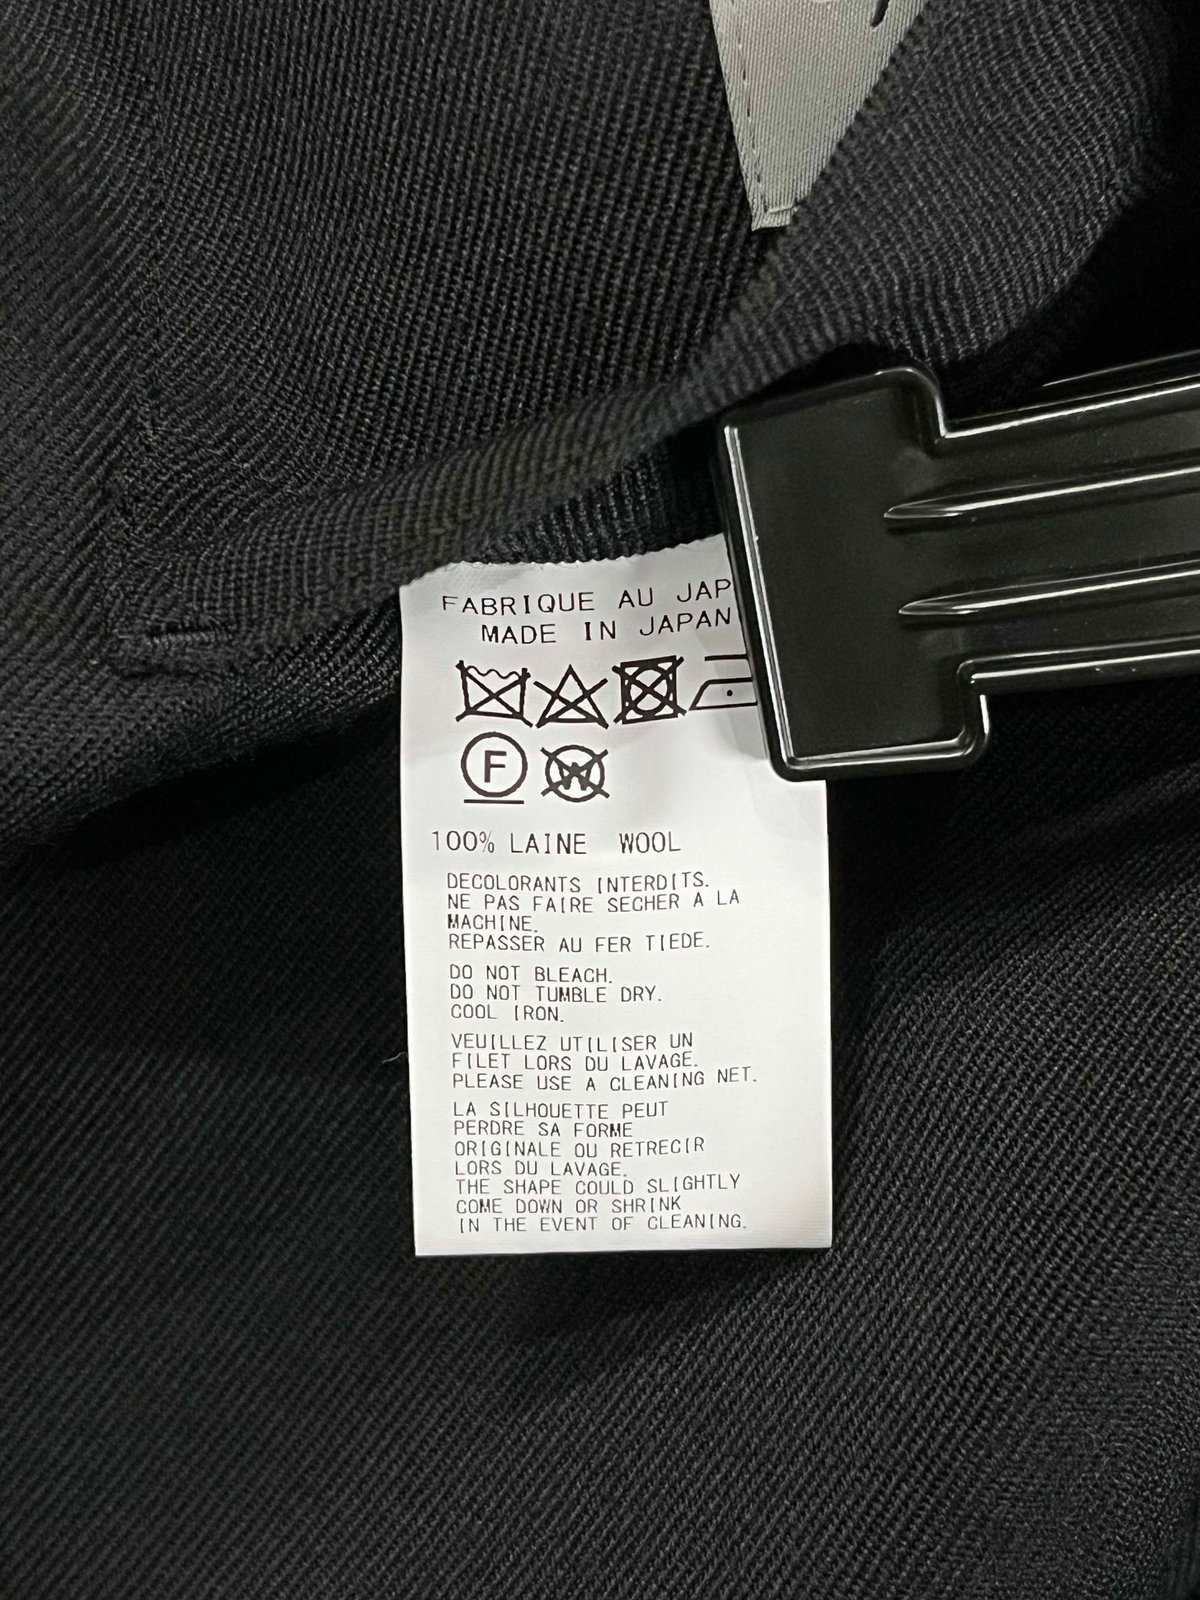 FABRIQUE AU JAP
MADE IN JAPAN
F W
100% LAINE WOOL
DECOLORANTS INTERDITS.
NE PAS FAIRE SECHER A LA
MACHINE.
REPASSER AU FER TIEDE.
DO NOT BLEACH.
DO NOT TUMBLE DRY.
COOL IRON.
VEUILLEZ UTILISER UN
FILET LORS DU LAVAGE.
PLEASE USE A CLEANING NET.
LA SILHOUETTE PEUT
PERDRE SA FORME
ORIGINALE OU RETRECIR
LORS DU LAVAGE.
THE SHAPE COULD SLIGHTLY
COME DOWN OR SHRINK
IN THE EVENT OF CLEANING.